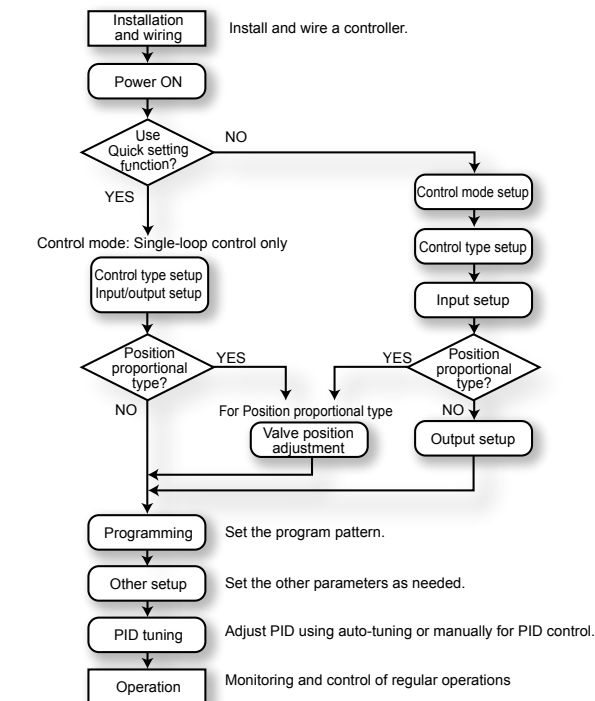 Installation
and wiring
Install and wire a controller.
Power ON
Use
Quick setting
function?
NO
YES
Control mode setup
Control mode: Single-loop control only
Control type setup
Control type setup
Input/output setup
Input setup
Position
proportional
type?
YES
YES
Position
proportional
type?
NO
For Position proportional type
NO
Valve position
adjustment
Output setup
Programming
Set the program pattern.
Other setup
Set the other parameters as needed.
PID tuning
Adjust PID using auto-tuning or manually for PID control.
Operation
Monitoring and control of regular operations